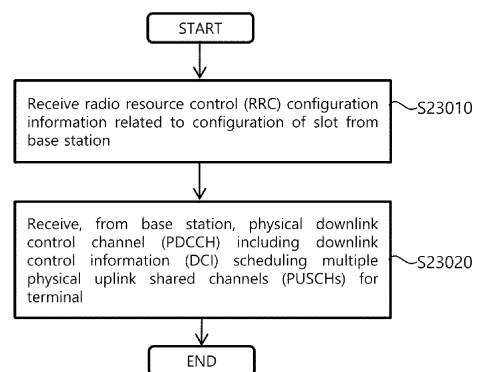 START
Receive radio resource control (RRC) configuration
information related to configuration of slot from
base station
S23010
Receive, from base station, physical downlink
control channel (PDCCH) including downlink
control information (DCI) scheduling multiple
physical uplink shared channels (PUSCHs) for
terminal
S23020
END